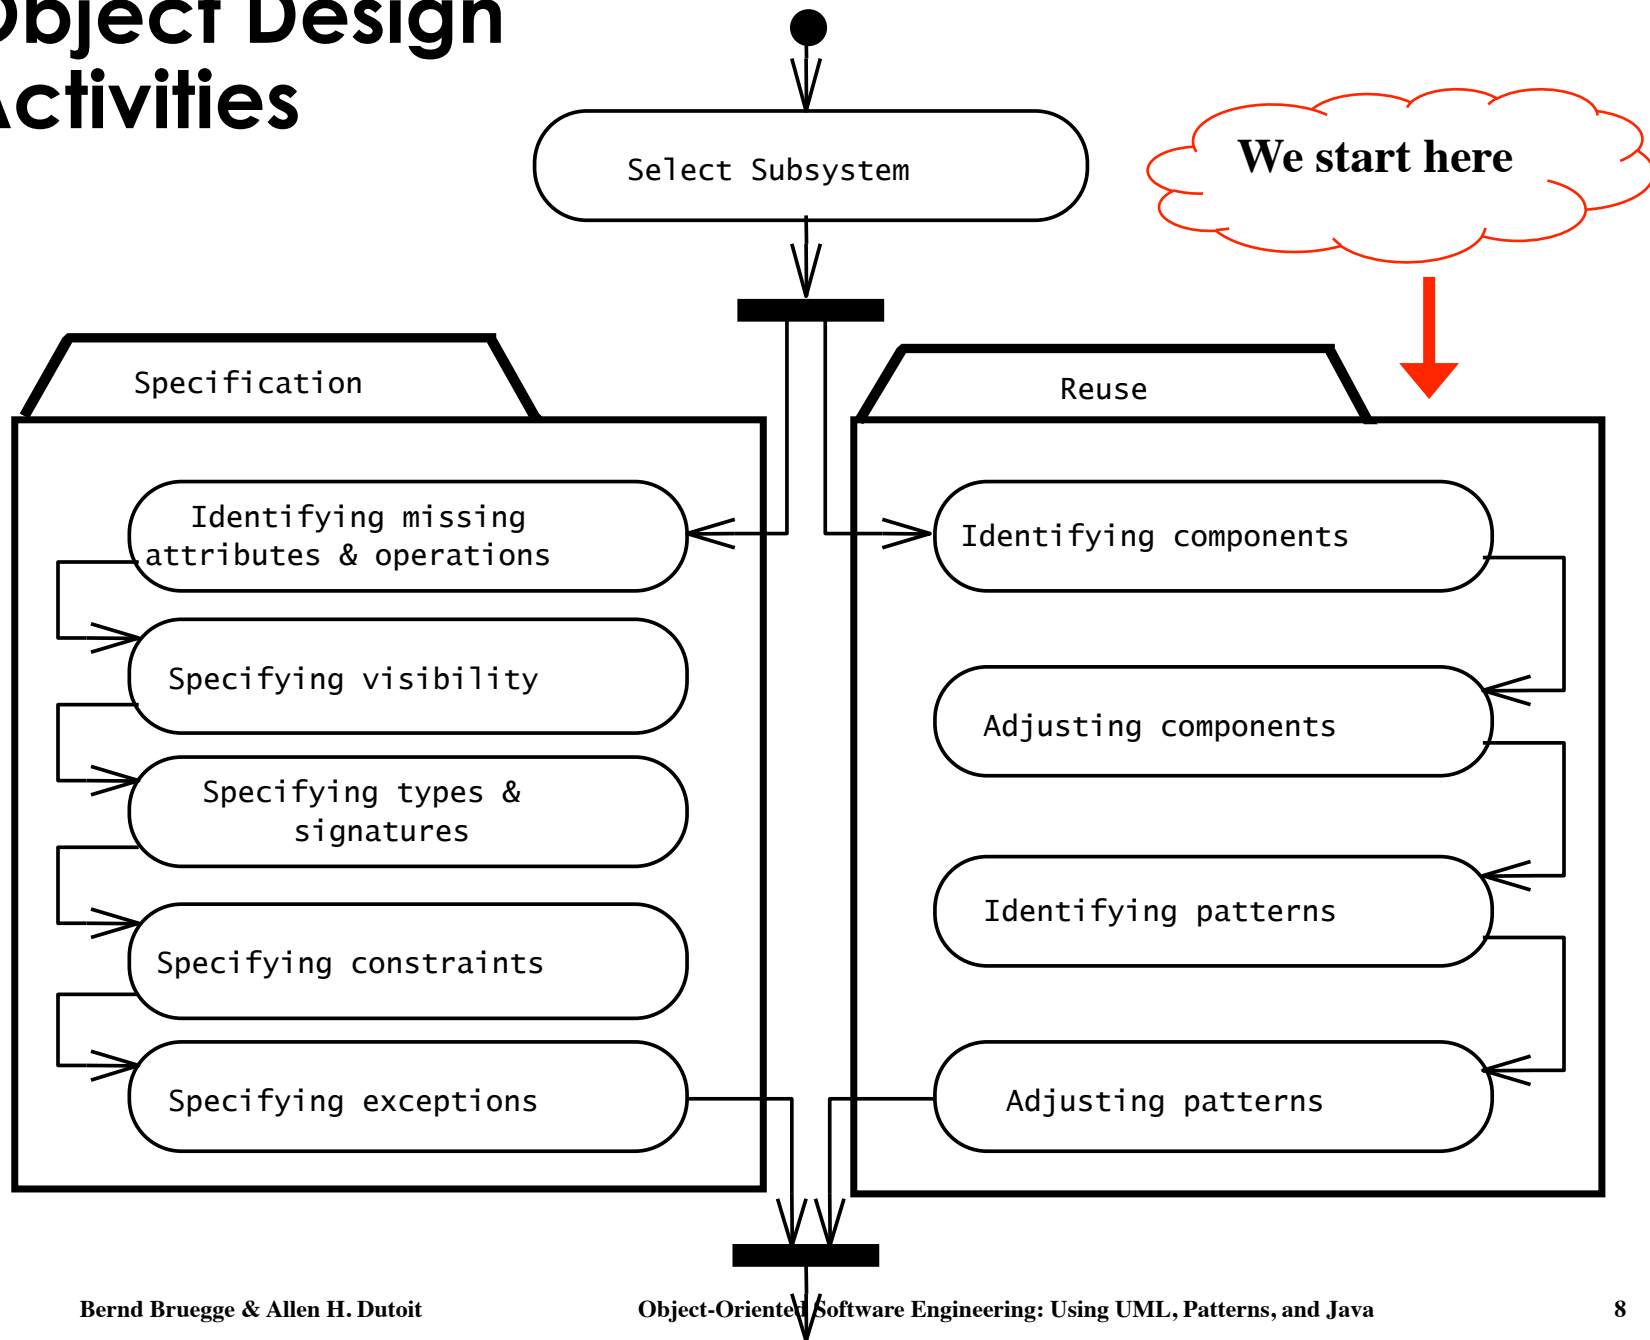 Object Design
Activities
Select Subsystem
We start here
Specification
Identifying missing
attributes & operations
Specifying visibility
Specifying types &
signatures
Specifying constraints
Specifying exceptions
Reuse
Identifying components
Adjusting components
Identifying patterns
Adjusting patterns
Bernd Bruegge & Allen H. Dutoit
Object-Oriented Software Engineering: Using UML, Patterns, and Java
8